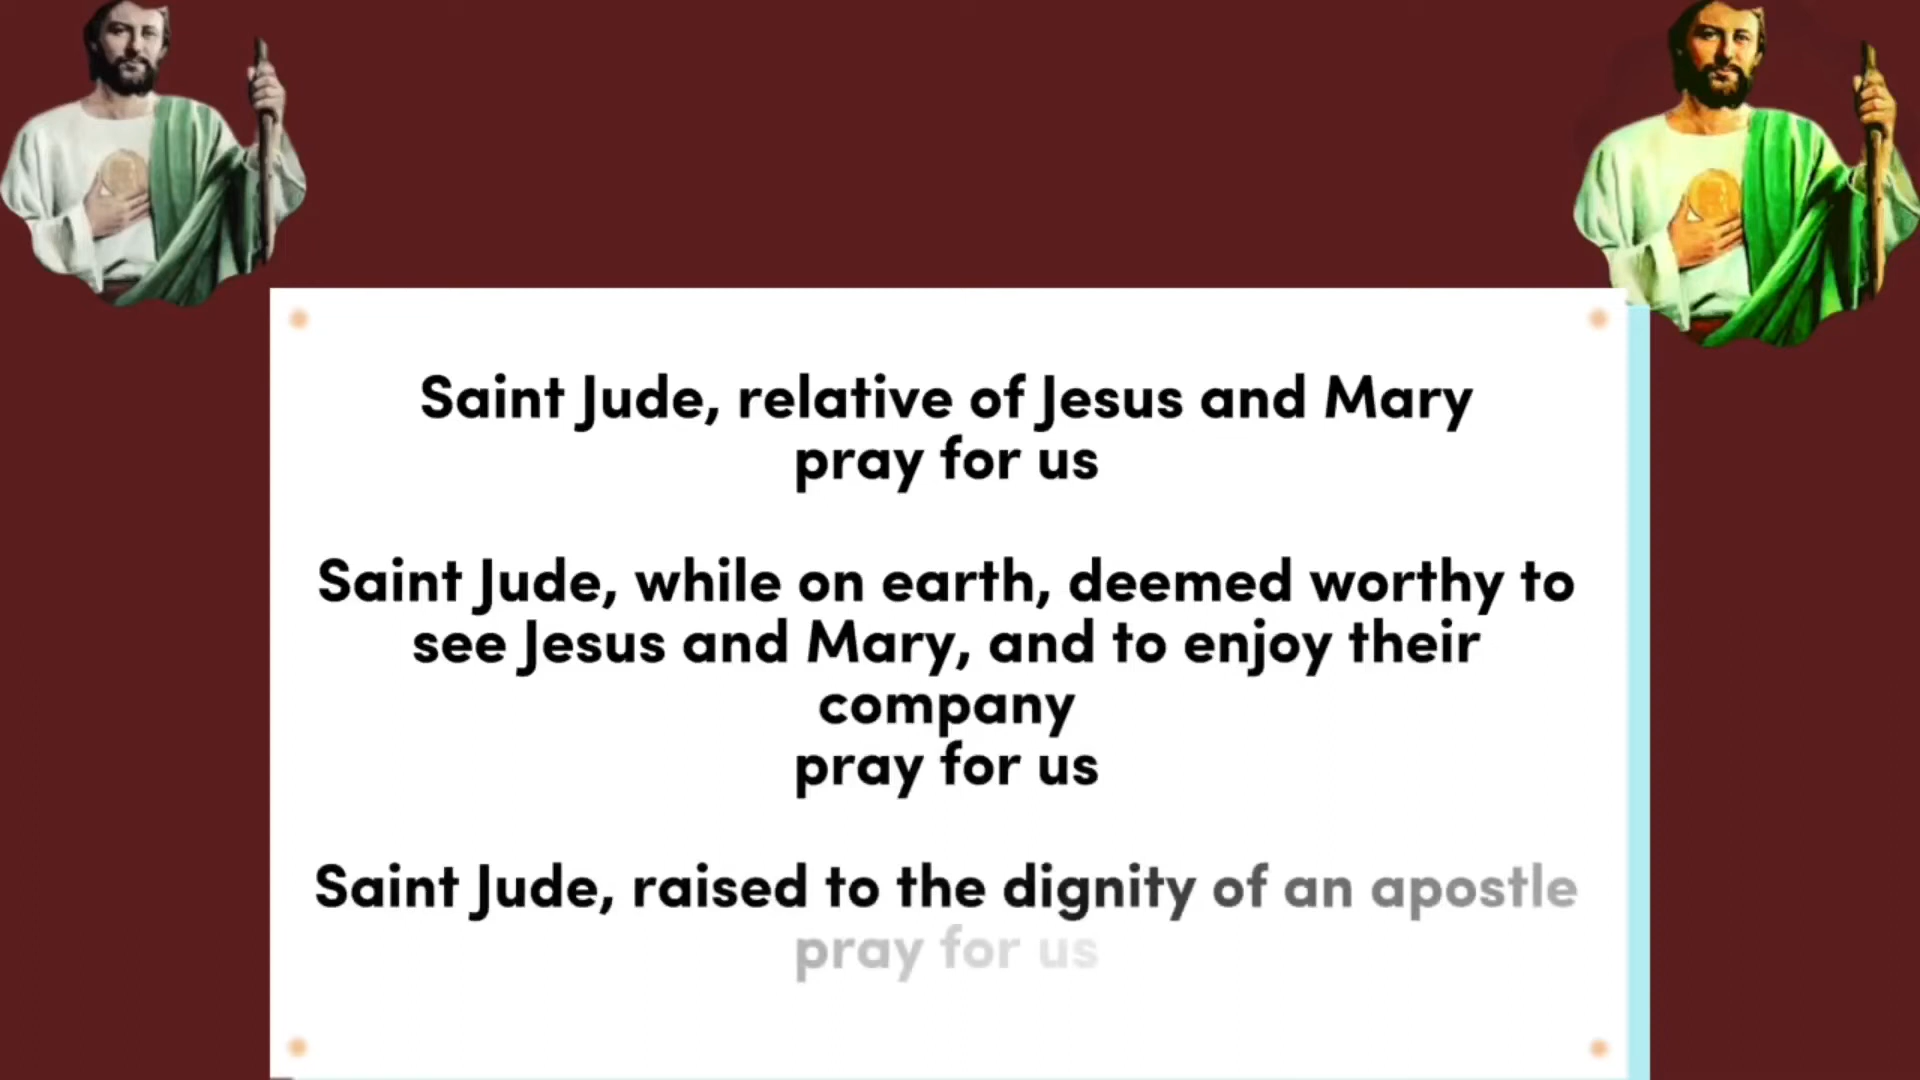 Saint Jude, relative of Jesus and Mary
pray for us
Saint Jude, while on earth, deemed worthy to
see Jesus and Mary, and to enjoy their
company
pray for us
Saint Jude, raised to the dignity of an apostle
pray for us